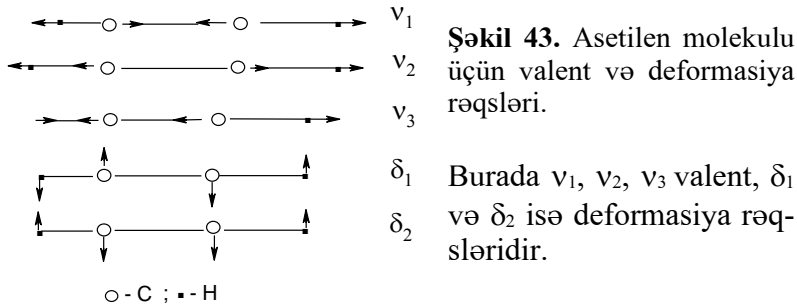 ν₁
ν₂
ν₃
δ₁
δ₂
○ - C ; ▪ - H
Şəkil 43. Asetilen molekulu
üçün valent və deformasiya
rəqsləri.
Burada ν₁, ν₂, ν₃ valent, δ₁
və δ₂ isə deformasiya rəq-
sləridir.